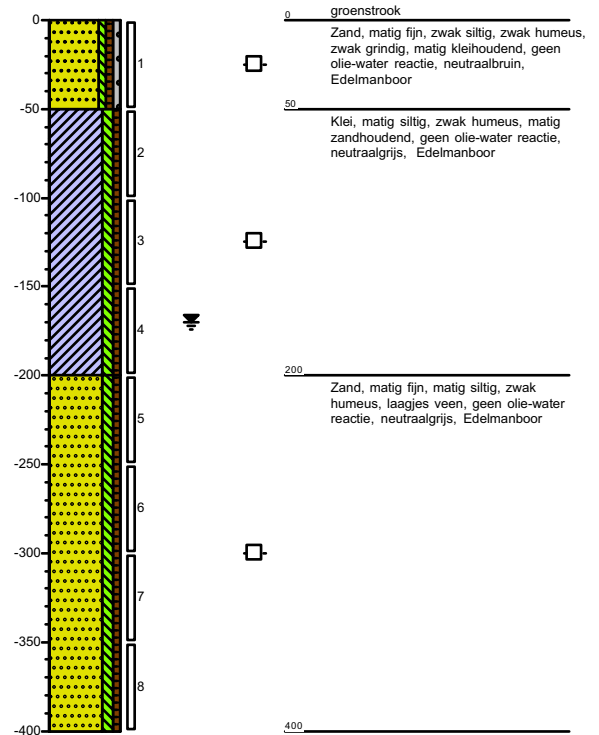 0
-50
-100
-150
-200
-250
-300
-350
-400
1
2
3
4
5
6
7
8
0
groenstrook
Zand, matig fijn, zwak siltig, zwak humeus,
zwak grindig, matig kleihoudend, geen
olie-water reactie, neutraalbruin,
Edelmanboor
50
Klei, matig siltig, zwak humeus, matig
zandhoudend, geen olie-water reactie,
neutraalgrijs, Edelmanboor
200
Zand, matig fijn, matig siltig, zwak
humeus, laagjes veen, geen olie-water
reactie, neutraalgrijs, Edelmanboor
400